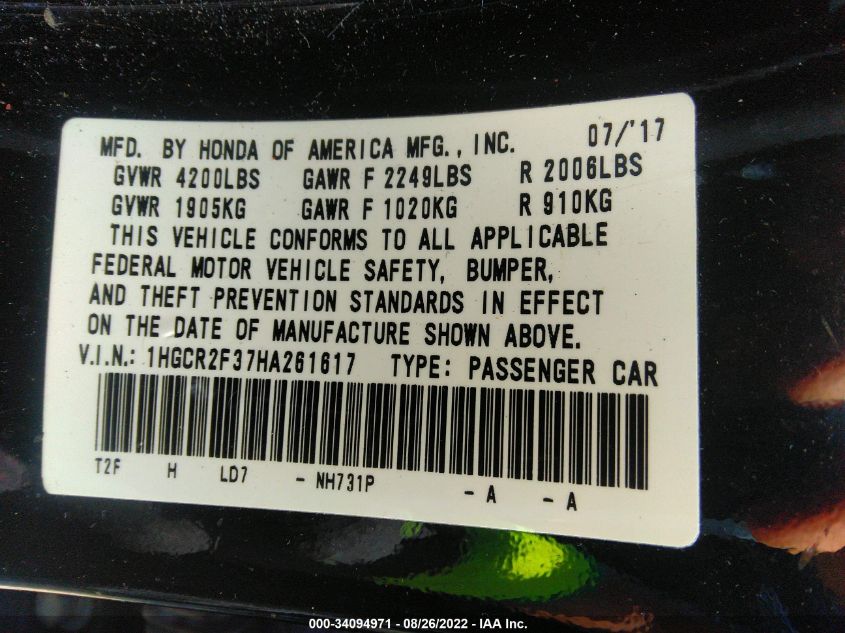 MFD. BY HONDA OF AMERICA MFG., INC. 07/'17
GVWR 4200LBS GAWR F 2249LBS R 2006LBS
GVWR 1905KG GAWR F 1020KG R 910KG
THIS VEHICLE CONFORMS TO ALL APPLICABLE
FEDERAL MOTOR VEHICLE SAFETY, BUMPER,
AND THEFT PREVENTION STANDARDS IN EFFECT
ON THE DATE OF MANUFACTURE SHOWN ABOVE.
V.I.N.: 1HGCR2F37HA261617 TYPE: PASSENGER CAR
T2F H LD7 - NH731P - A - A
000-34094971 - 08/26/2022 - IAA Inc.